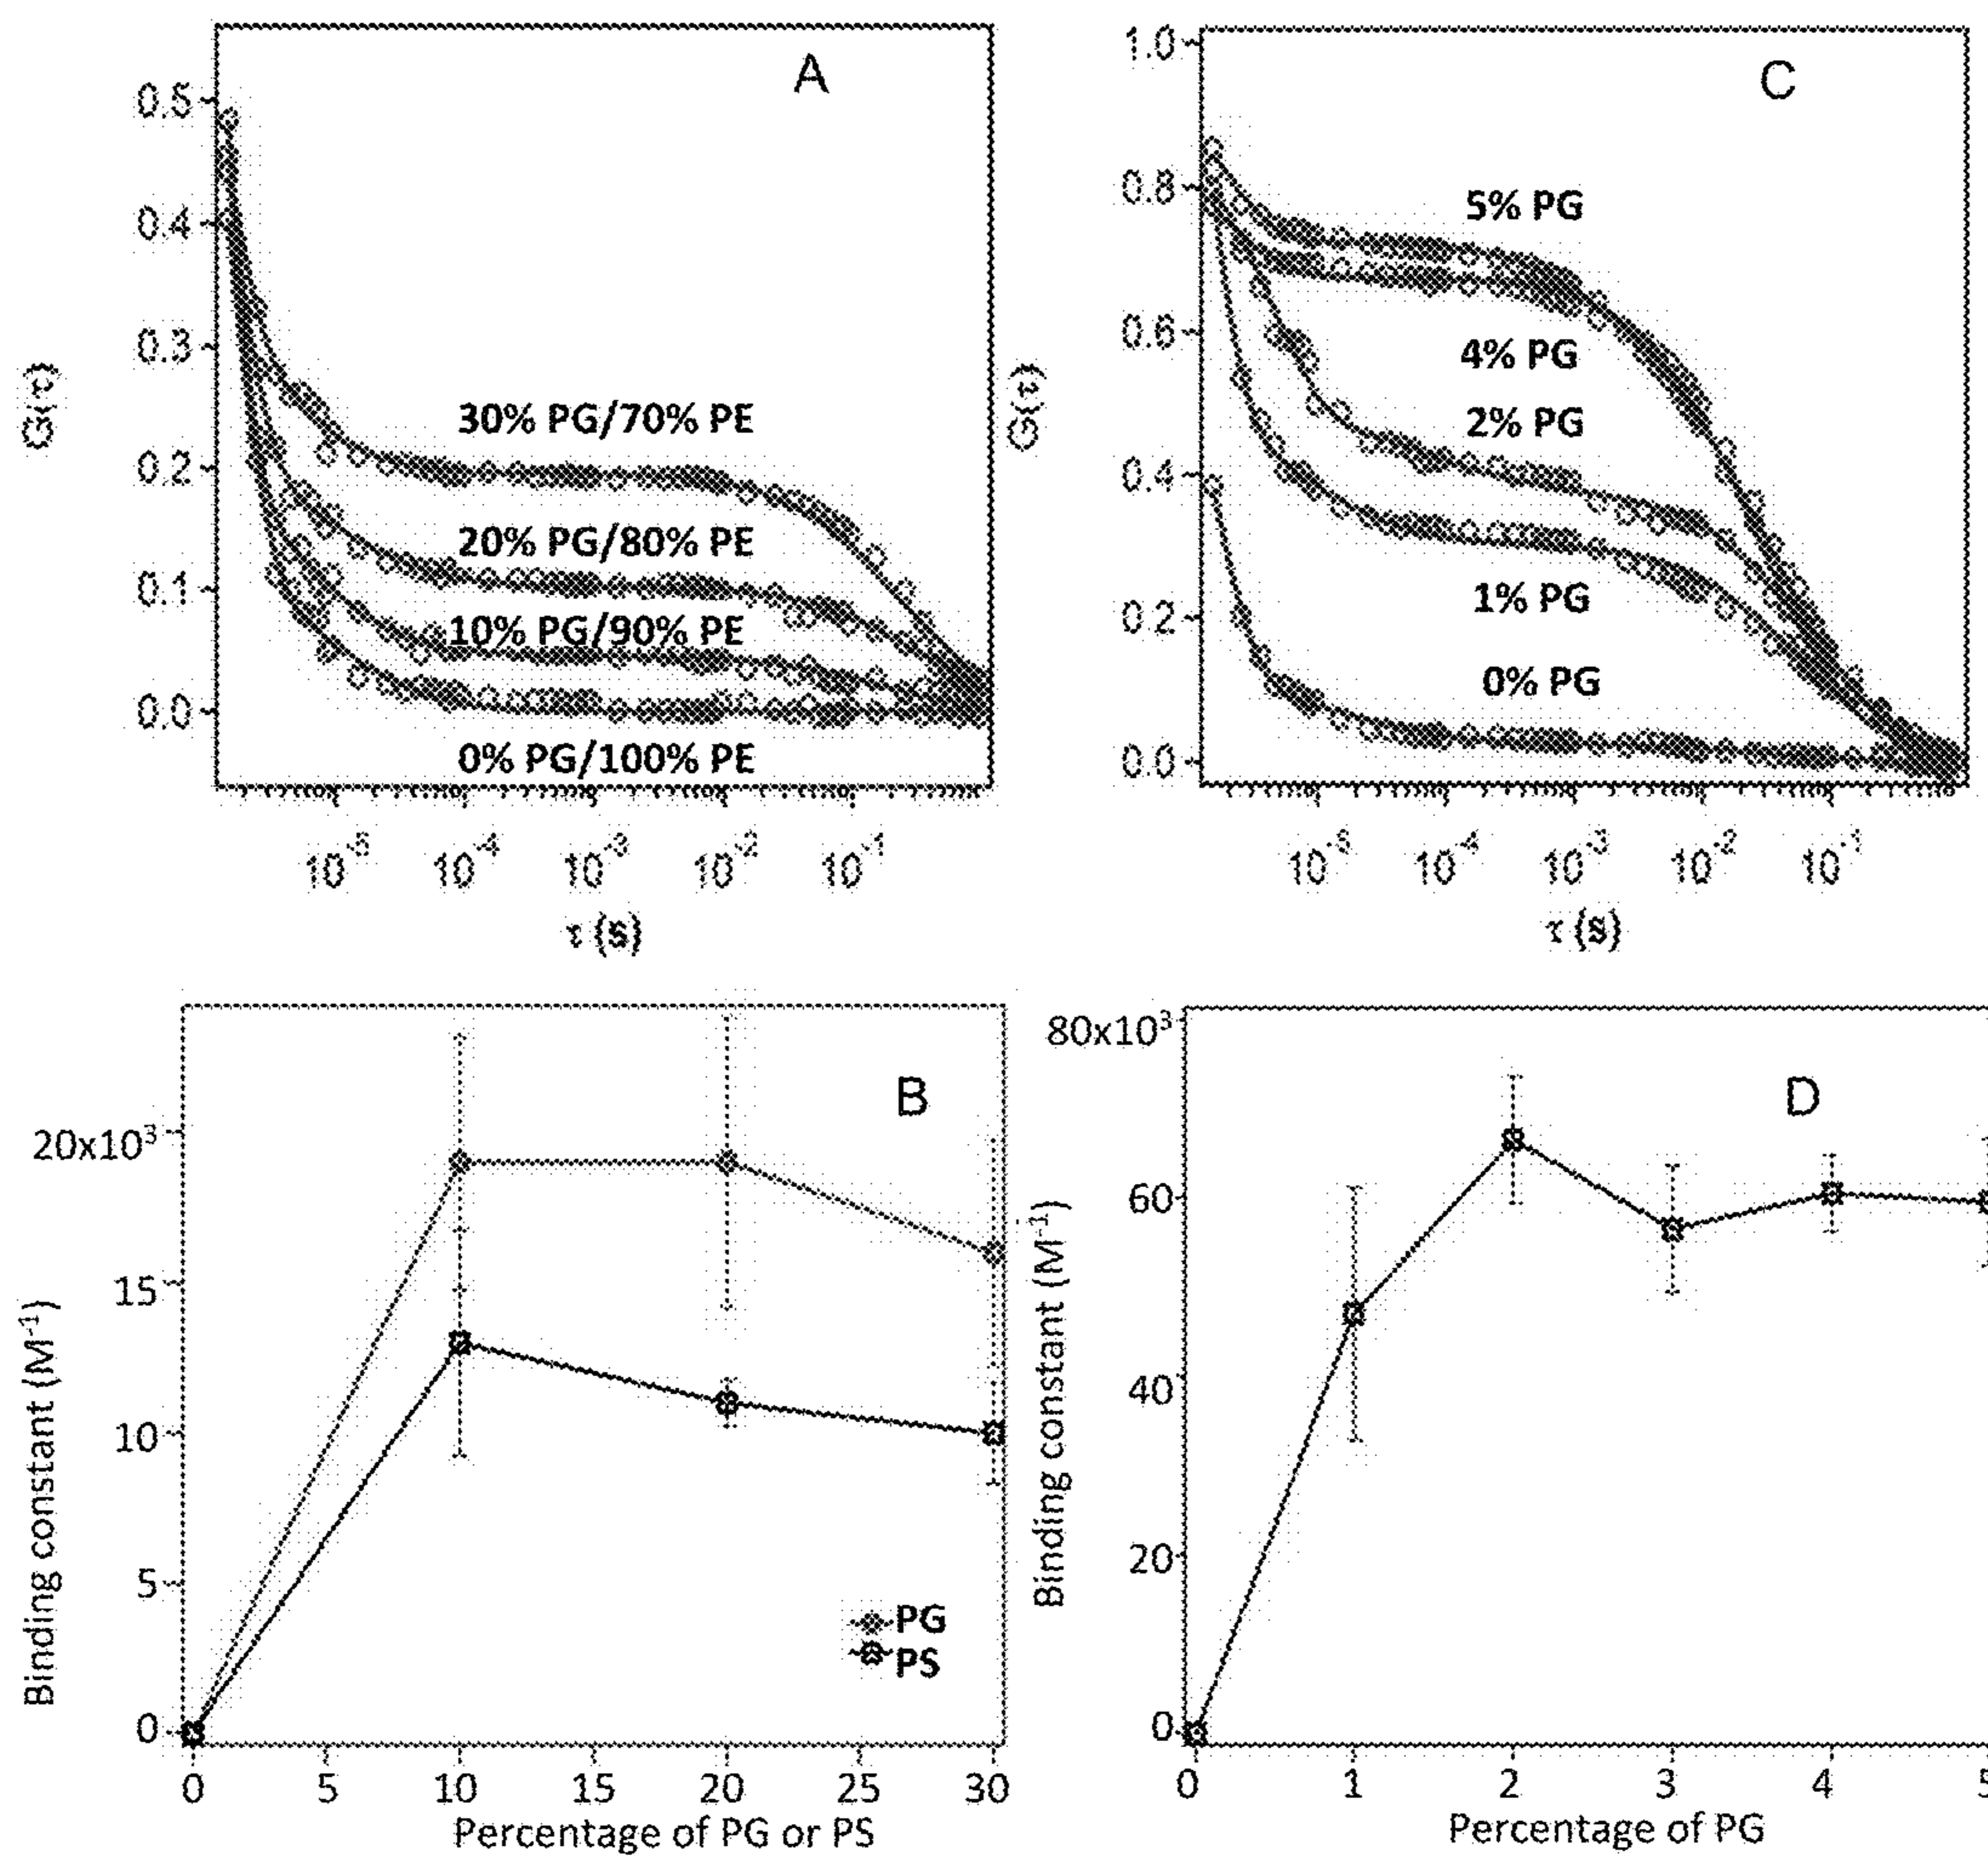 A
0.5
0.4
0.3
0.2
0.1
0.0
G(τ)
30% PG/70% PE
20% PG/80% PE
10% PG/90% PE
0% PG/100% PE
10⁻⁵ 10⁻⁴ 10⁻³ 10⁻² 10⁻¹
τ (s)
C
1.0
0.8
0.6
0.4
0.2
0.0
G(τ)
5% PG
4% PG
2% PG
1% PG
0% PG
10⁻⁵ 10⁻⁴ 10⁻³ 10⁻² 10⁻¹
τ (s)
B
20x10³
15
10
5
0
Binding constant (M⁻¹)
PG
PS
0 5 10 15 20 25 30
Percentage of PG or PS
D
80x10³
60
40
20
0
Binding constant (M⁻¹)
0 1 2 3 4 5
Percentage of PG